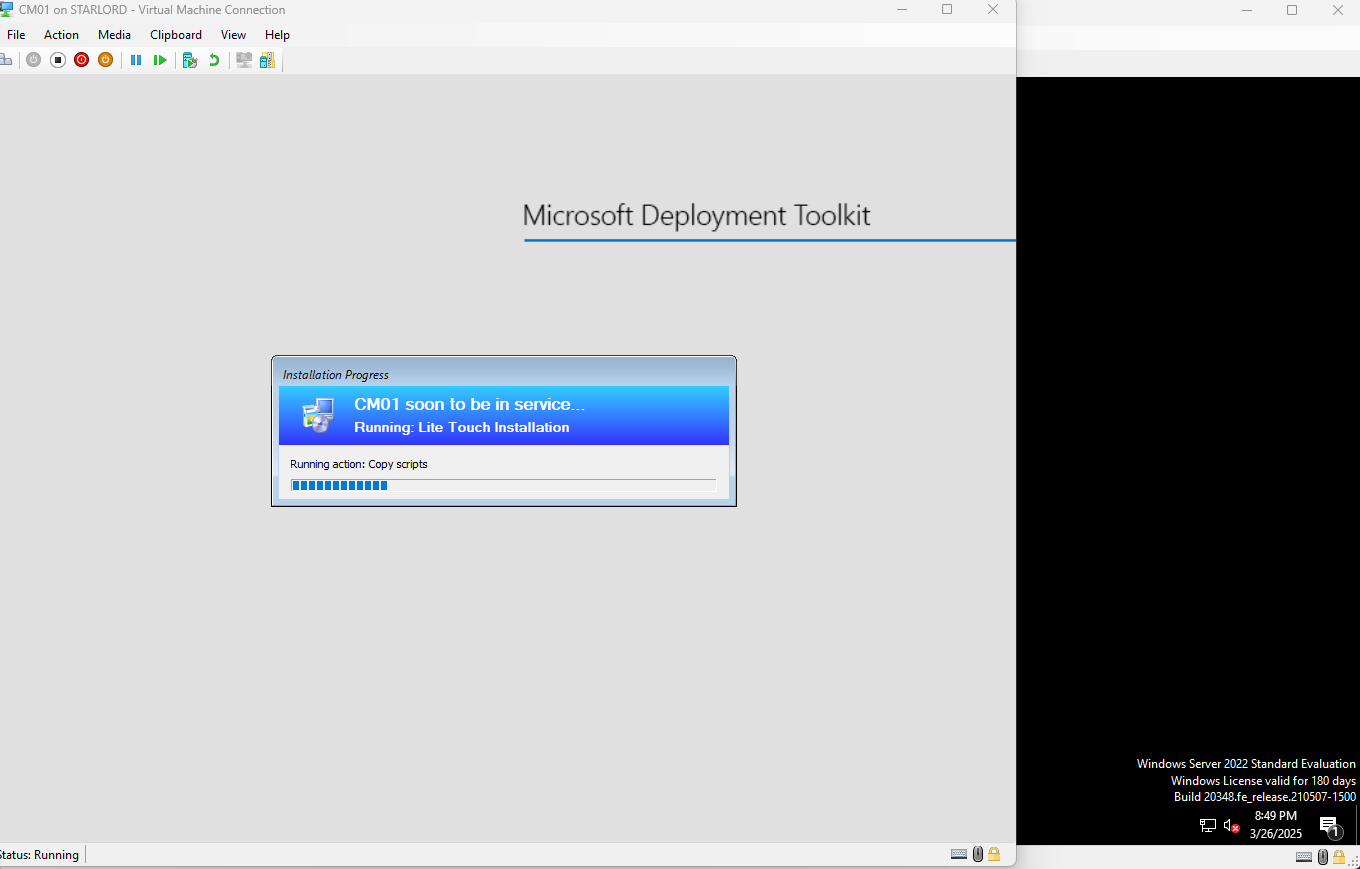 CM01 on STARLORD - Virtual Machine Connection
File Action Media Clipboard View Help
Microsoft Deployment Toolkit
Installation Progress
CM01 soon to be in service...
Running: Lite Touch Installation
Running action: Copy scripts
Windows Server 2022 Standard Evaluation
Windows License valid for 180 days
Build 20348.fe_release.210507-1500
8:49 PM
3/26/2025
1
Status: Running